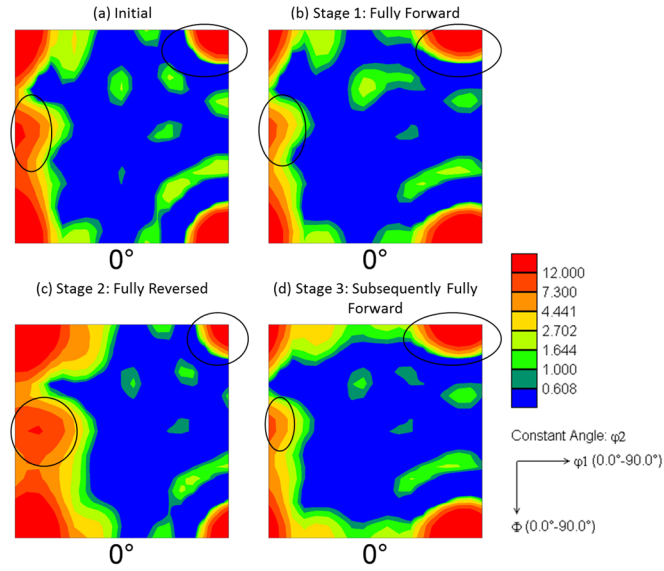 (a) Initial
(b) Stage 1: Fully Forward
0°
0°
(c) Stage 2: Fully Reversed
(d) Stage 3: Subsequently Fully
Forward
0°
0°
12.000
7.300
4.441
2.702
1.644
1.000
0.608
Constant Angle: φ2
φ1 (0.0°-90.0°)
Φ (0.0°-90.0°)